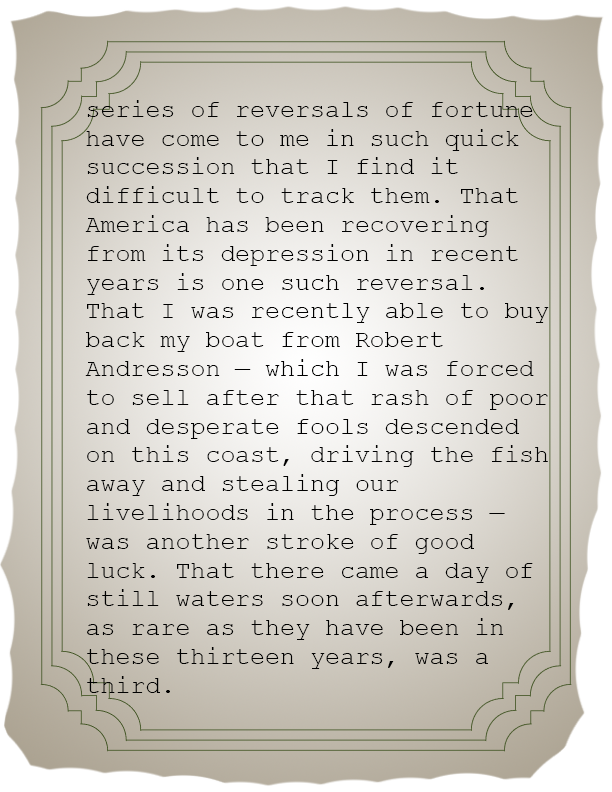 series of reversals of fortune
have come to me in such quick
succession that I find it
difficult to track them. That
America has been recovering
from its depression in recent
years is one such reversal.
That I was recently able to buy
back my boat from Robert
Andresson — which I was forced
to sell after that rash of poor
and desperate fools descended
on this coast, driving the fish
away and stealing our
livelihoods in the process —
was another stroke of good
luck. That there came a day of
still waters soon afterwards,
as rare as they have been in
these thirteen years, was a
third.